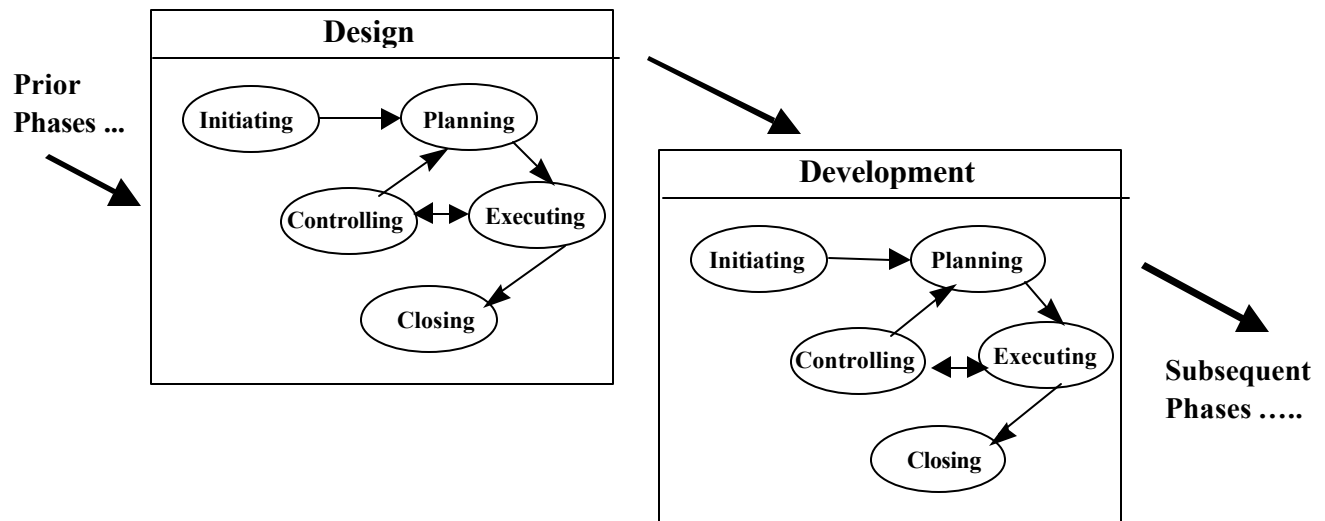 Design
Prior
Phases ...
Initiating
Planning
Controlling
Executing
Closing
Development
Initiating
Planning
Controlling
Executing
Closing
Subsequent
Phases …..